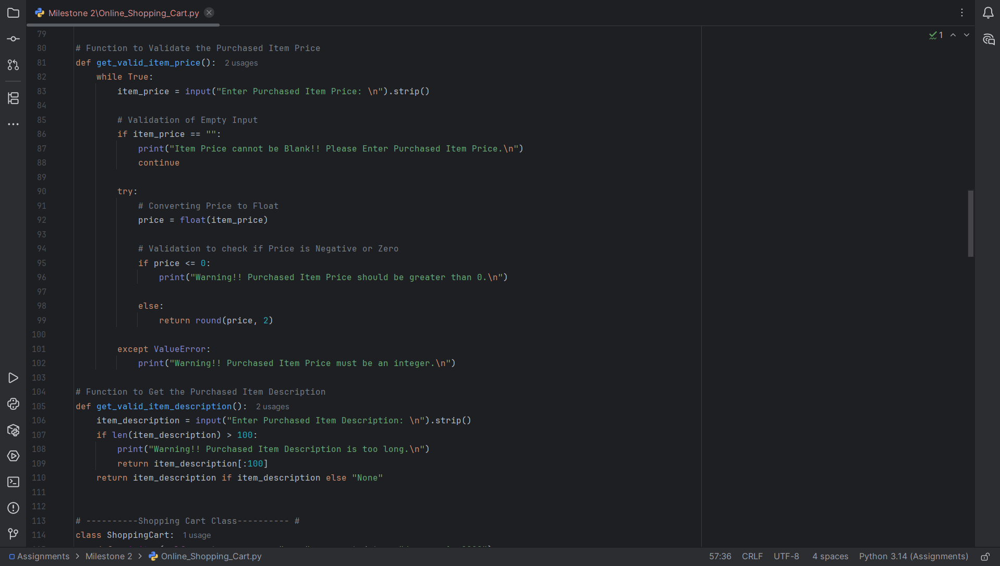 Milestone 2\Online_Shopping_Cart.py
1
79
80 # Function to Validate the Purchased Item Price
81 def get_valid_item_price(): 2 usages
82 while True:
83 item_price = input("Enter Purchased Item Price: \n").strip()
84
85 # Validation of Empty Input
86 if item_price == "":
87 print("Item Price cannot be Blank!! Please Enter Purchased Item Price.\n")
88 continue
89
90 try:
91 # Converting Price to Float
92 price = float(item_price)
93
94 # Validation to check if Price is Negative or Zero
95 if price <= 0:
96 print("Warning!! Purchased Item Price should be greater than 0.\n")
97
98 else:
99 return round(price, 2)
100
101 except ValueError:
102 print("Warning!! Purchased Item Price must be an integer.\n")
103
104 # Function to Get the Purchased Item Description
105 def get_valid_item_description(): 2 usages
106 item_description = input("Enter Purchased Item Description: \n").strip()
107 if len(item_description) > 100:
108 print("Warning!! Purchased Item Description is too long.\n")
109 return item_description[:100]
110 return item_description if item_description else "None"
111
112
113 # ----------Shopping Cart Class---------- #
114 class ShoppingCart: 1 usage
Assignments > Milestone 2 > Online_Shopping_Cart.py
57:36 CRLF UTF-8 4 spaces Python 3.14 (Assignments)